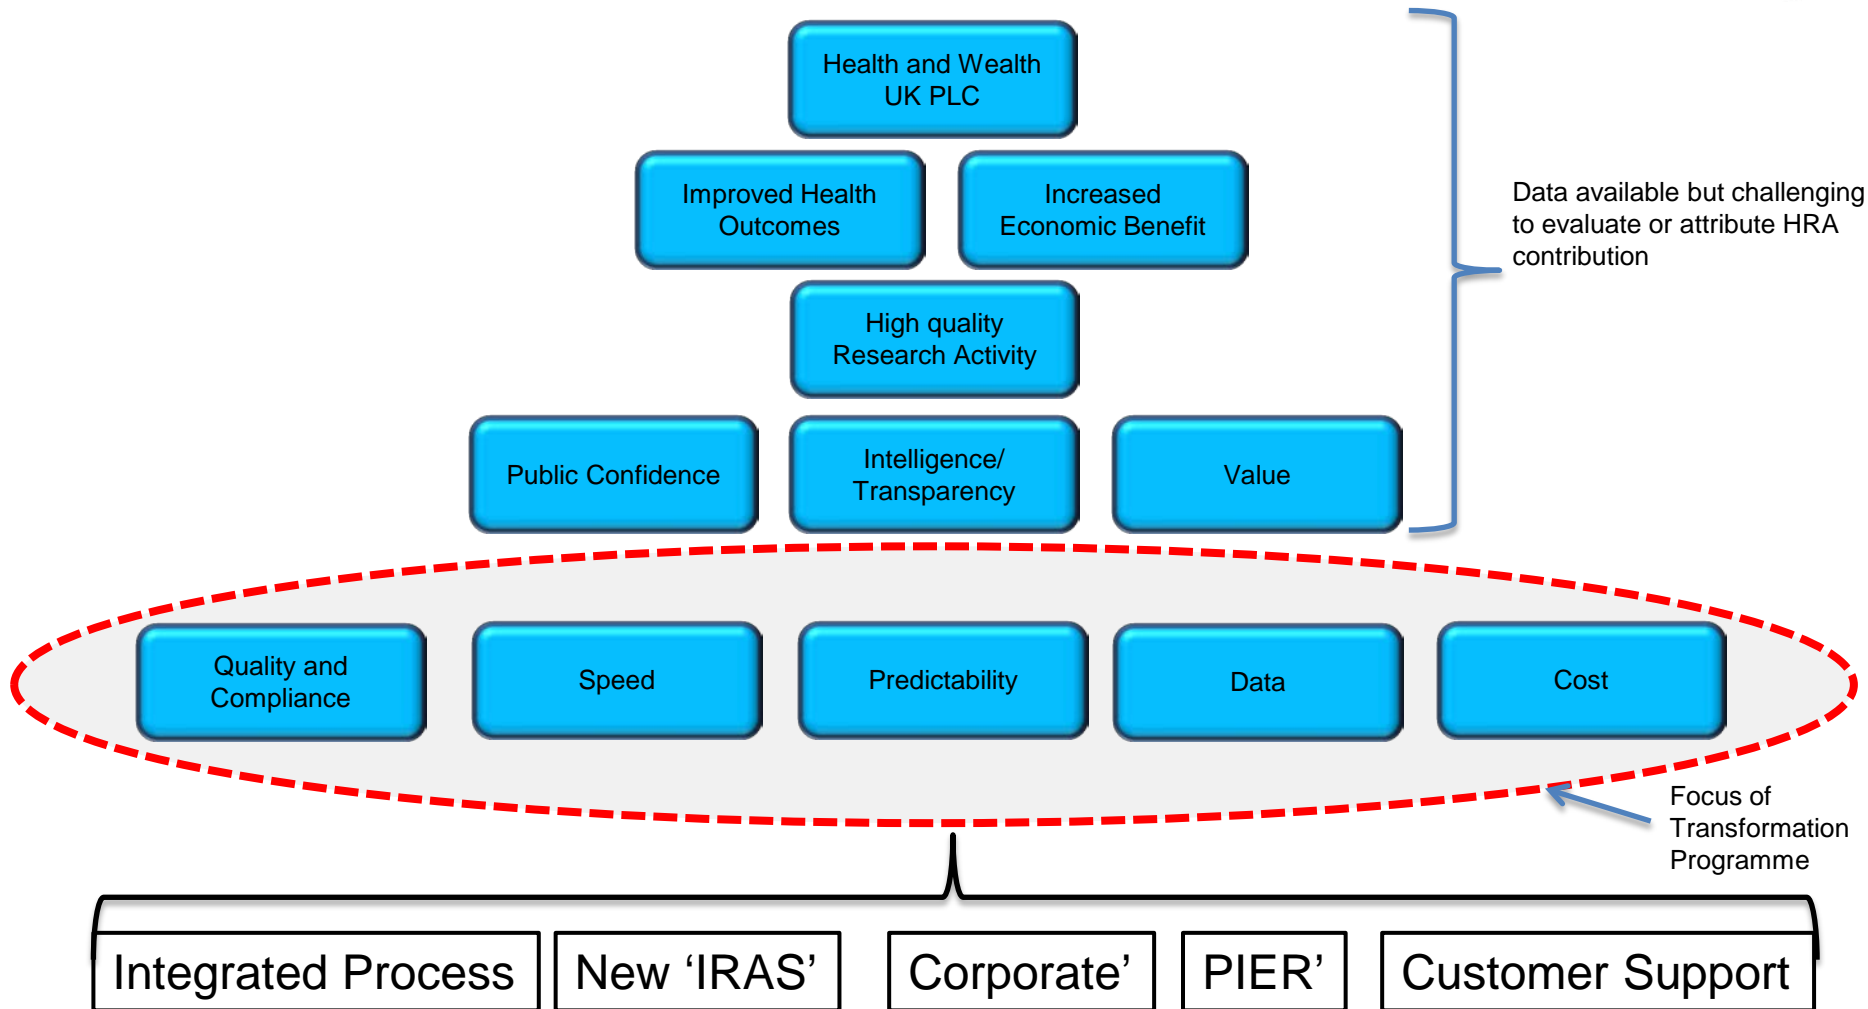 Health and Wealth
UK PLC
Improved Health
Outcomes
Increased
Economic Benefit
Data available but challenging
to evaluate or attribute HRA
contribution
High quality
Research Activity
Public Confidence
Intelligence/
Transparency
Value
Quality and
Compliance
Speed
Predictability
Data
Cost
Focus of
Transformation
Programme
Integrated Process
New ‘IRAS’
Corporate’
PIER’
Customer Support